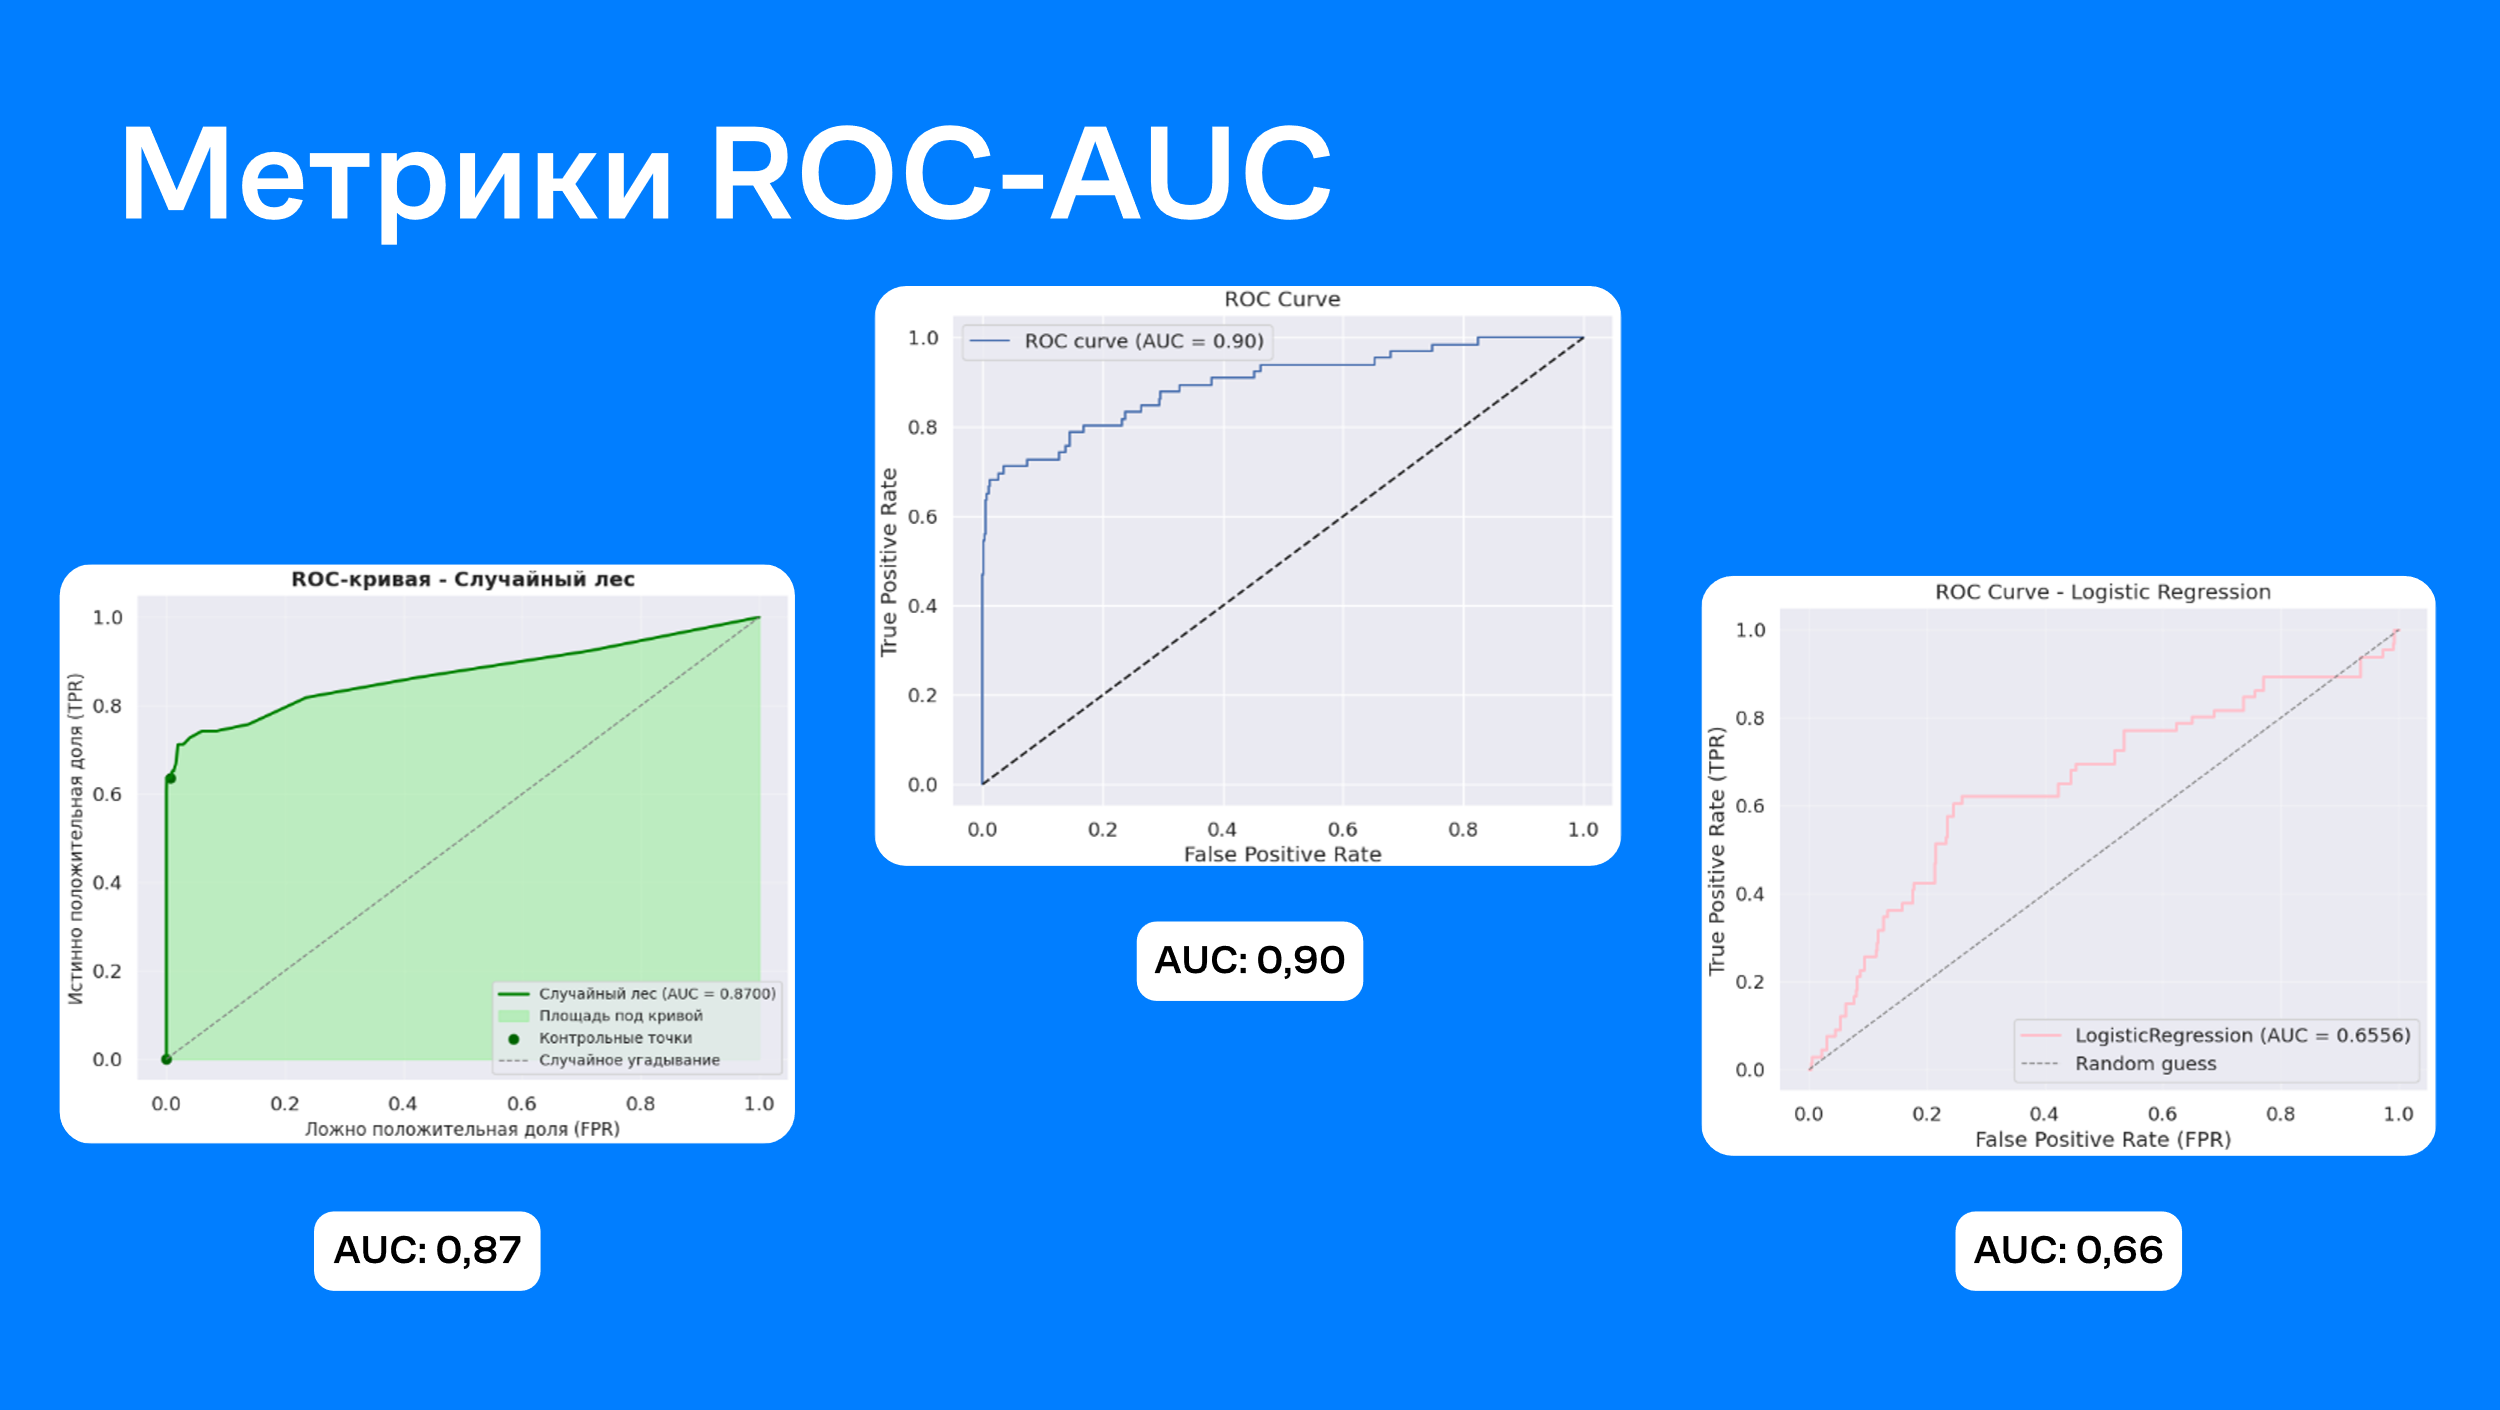 Метрики ROC-AUC
ROC-кривая - Случайный лес
Истинно положительная доля (TPR)
1.0
0.8
0.6
0.4
0.2
0.0
Случайный лес (AUC = 0.8700)
Площадь под кривой
Контрольные точки
Случайное угадывание
0.0 0.2 0.4 0.6 0.8 1.0
Ложно положительная доля (FPR)
AUC: 0,87
ROC Curve
ROC curve (AUC = 0.90)
True Positive Rate
1.0
0.8
0.6
0.4
0.2
0.0
0.0 0.2 0.4 0.6 0.8 1.0
False Positive Rate
AUC: 0,90
ROC Curve - Logistic Regression
True Positive Rate (TPR)
1.0
0.8
0.6
0.4
0.2
0.0
LogisticRegression (AUC = 0.6556)
Random guess
0.0 0.2 0.4 0.6 0.8 1.0
False Positive Rate (FPR)
AUC: 0,66